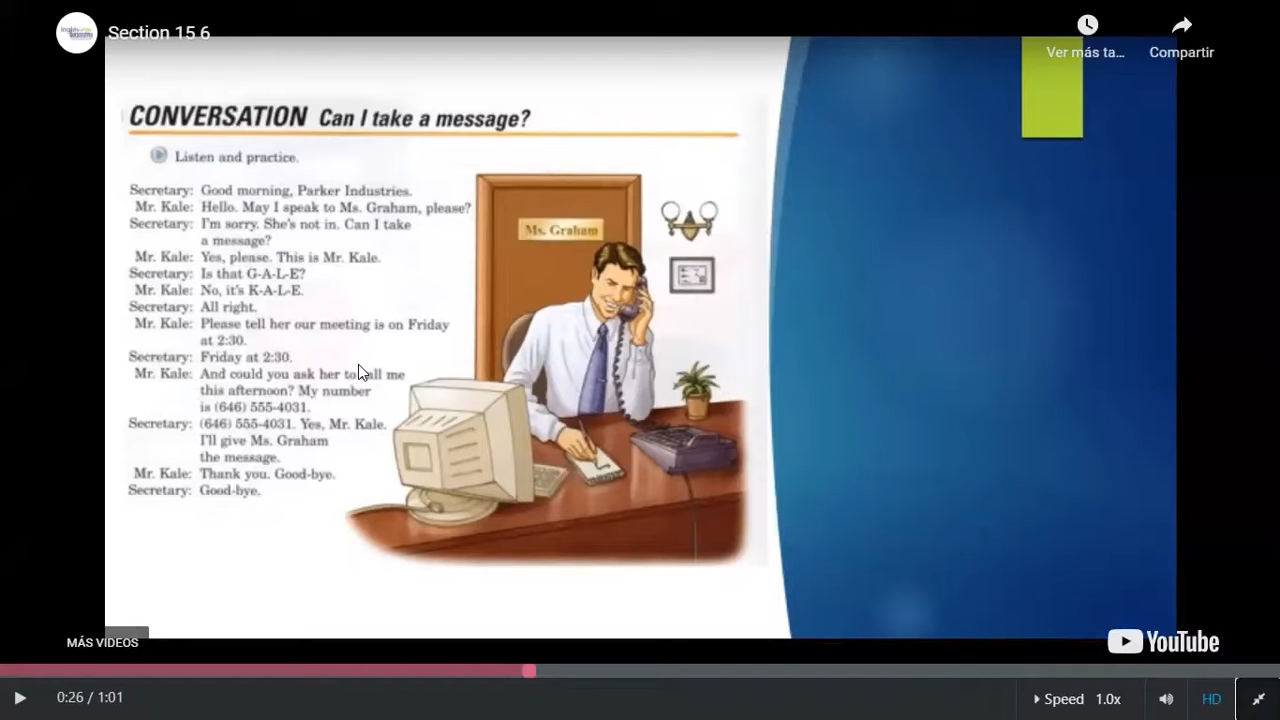 Section 15 6
Ver más ta...
Compartir
CONVERSATION Can I take a message?
Listen and practice.
Secretary: Good morning, Parker Industries.
Mr. Kale: Hello. May I speak to Ms. Graham, please?
Secretary: I'm sorry. She's not in. Can I take
a message?
Mr. Kale: Yes, please. This is Mr. Kale.
Secretary: Is that G-A-L-E?
Mr. Kale: No, it's K-A-L-E.
Secretary: All right.
Mr. Kale: Please tell her our meeting is on Friday
at 2:30.
Secretary: Friday at 2:30.
Mr. Kale: And could you ask her to call me
this afternoon? My number
is (646) 555-4031.
Secretary: (646) 555-4031. Yes, Mr. Kale.
I'll give Ms. Graham
the message.
Mr. Kale: Thank you. Good-bye.
Secretary: Good-bye.
Ms. Graham
MÁS VIDEOS
YouTube
0:26 / 1:01
Speed 1.0x
HD